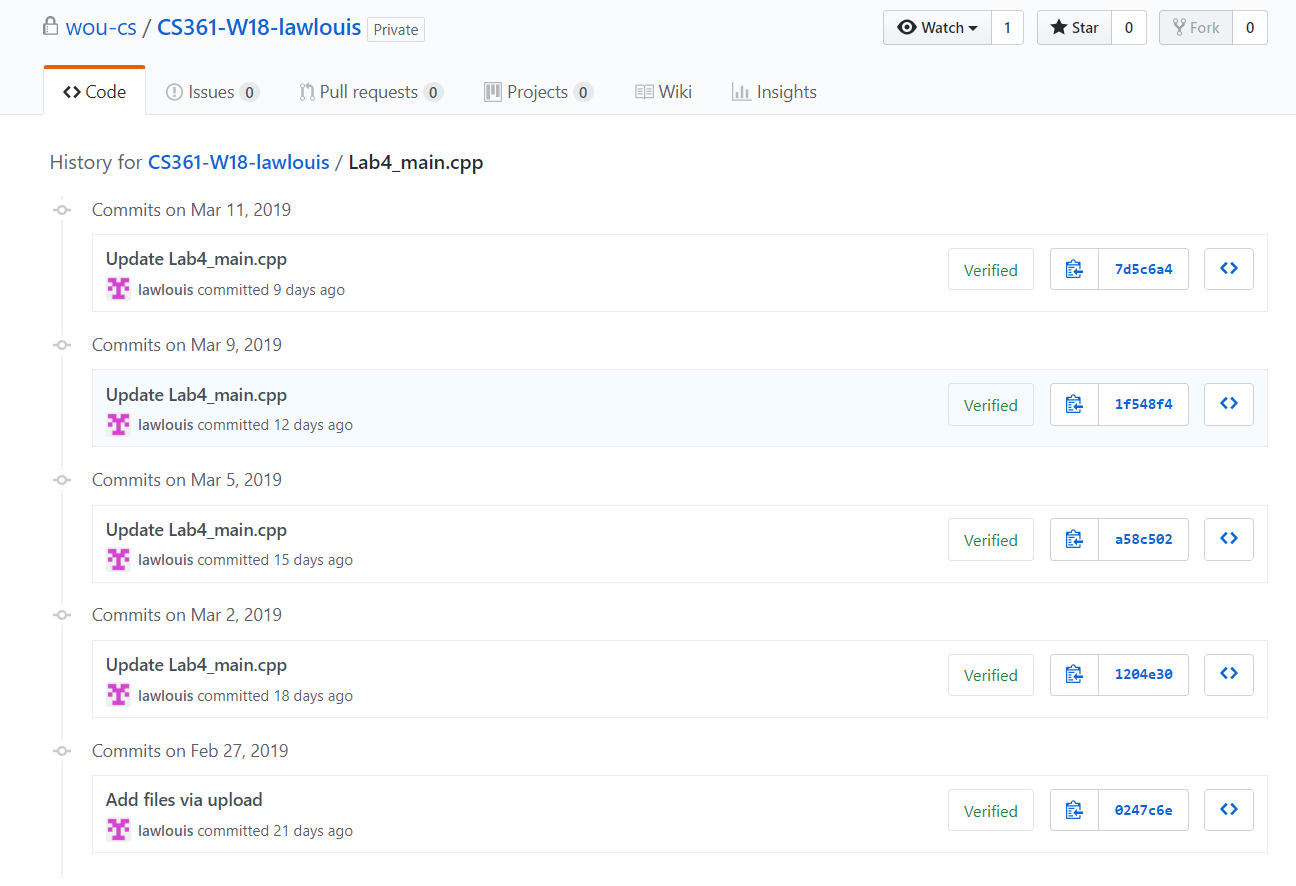 wou-cs / CS361-W18-lawlouis Private Watch 1 Star 0 Fork 0
Code Issues 0 Pull requests 0 Projects 0 Wiki Insights
History for CS361-W18-lawlouis / Lab4_main.cpp
Commits on Mar 11, 2019
Update Lab4_main.cpp
lawlouis committed 9 days ago
Verified 7d5c6a4
Commits on Mar 9, 2019
Update Lab4_main.cpp
lawlouis committed 12 days ago
Verified 1f548f4
Commits on Mar 5, 2019
Update Lab4_main.cpp
lawlouis committed 15 days ago
Verified a58c502
Commits on Mar 2, 2019
Update Lab4_main.cpp
lawlouis committed 18 days ago
Verified 1204e30
Commits on Feb 27, 2019
Add files via upload
lawlouis committed 21 days ago
Verified 0247c6e